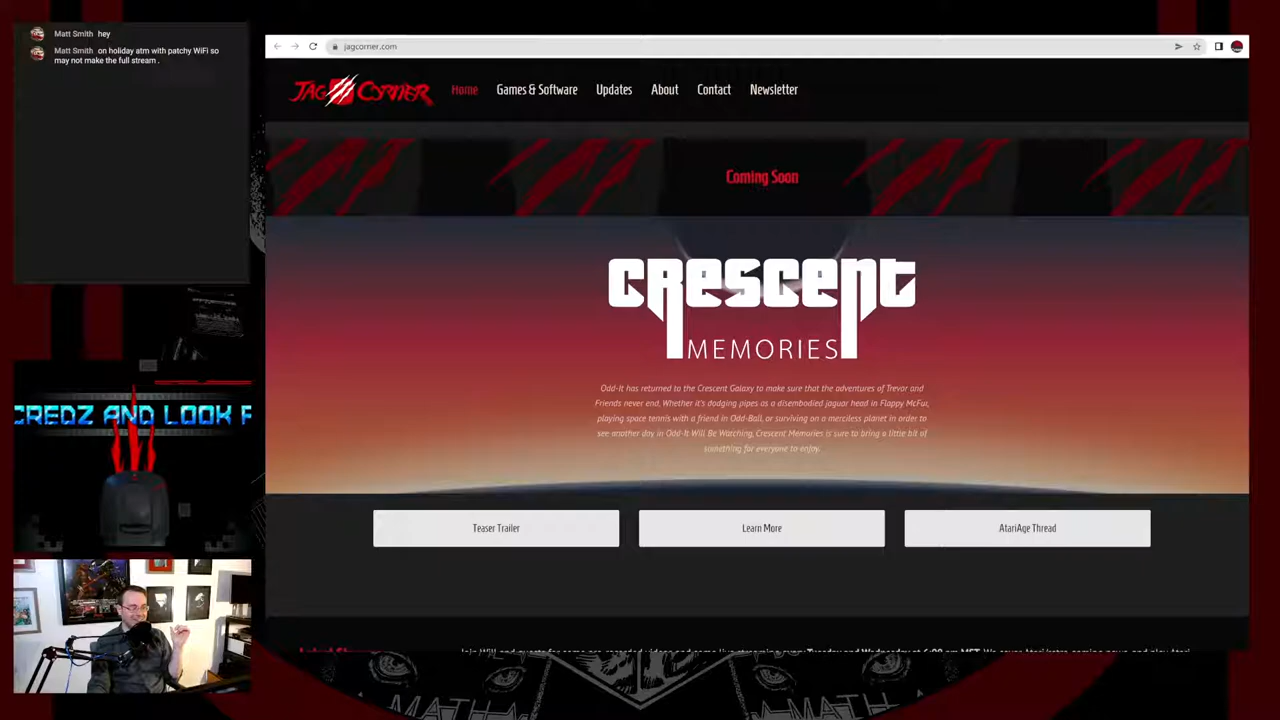 Matt Smith hey
Matt Smith on holiday atm with patchy WiFi so
may not make the full stream .
jagcorner.com
JAG CORNER
Home
Games & Software
Updates
About
Contact
Newsletter
Coming Soon
crescent
MEMORIES
Odd-It has returned to the Crescent Galaxy to make sure that the adventures of Trevor and
Friends never end. Whether it's dodging pipes as a disembodied jaguar head in Flappy McFur,
playing space tennis with a friend in Odd-Ball, or surviving on a merciless planet in order to
see another day in Odd-It Will Be Watching, Crescent Memories is sure to bring a little bit of
something for everyone to enjoy.
CREDZ AND LOOK
Teaser Trailer
Learn More
AtariAge Thread